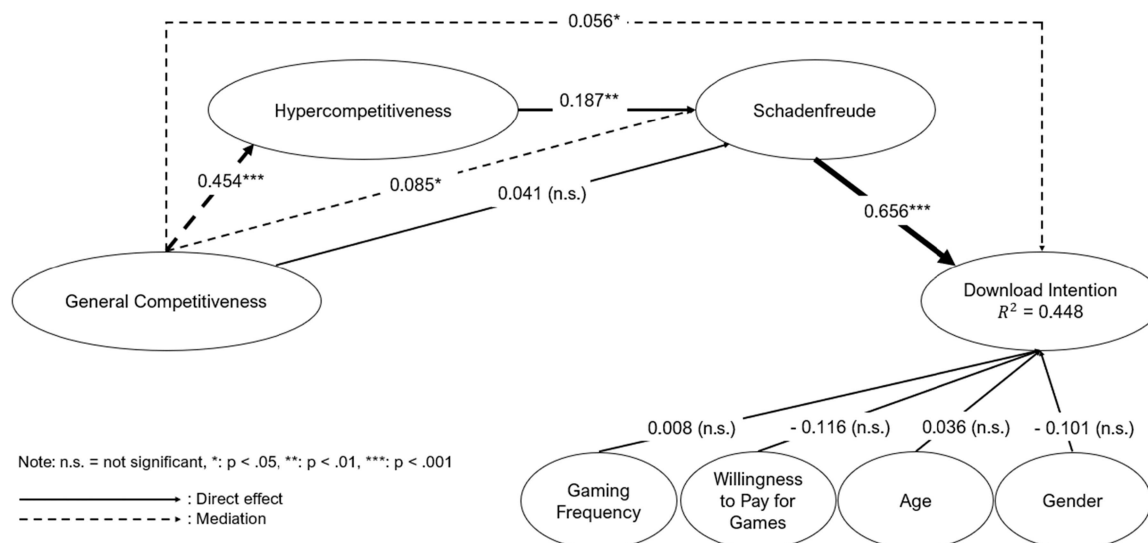 0.056*
Hypercompetitiveness
0.187**
Schadenfreude
0.454***
0.085*
0.041 (n.s.)
0.656***
General Competitiveness
Download Intention
R² = 0.448
0.008 (n.s.)
- 0.116 (n.s.)
0.036 (n.s.)
- 0.101 (n.s.)
Note: n.s. = not significant, *: p < .05, **: p < .01, ***: p < .001
: Direct effect
: Mediation
Gaming
Frequency
Willingness
to Pay for
Games
Age
Gender